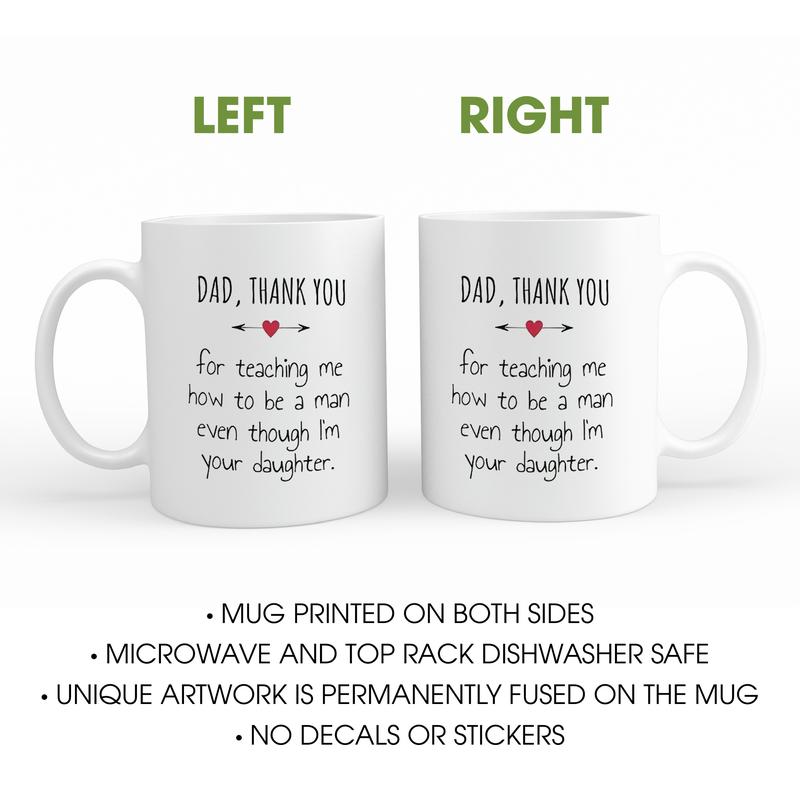 LEFT
RIGHT
DAD, THANK YOU
for teaching me
how to be a man
even though I'm
your daughter.
DAD, THANK YOU
for teaching me
how to be a man
even though I'm
your daughter.
• MUG PRINTED ON BOTH SIDES
• MICROWAVE AND TOP RACK DISHWASHER SAFE
• UNIQUE ARTWORK IS PERMANENTLY FUSED ON THE MUG
• NO DECALS OR STICKERS